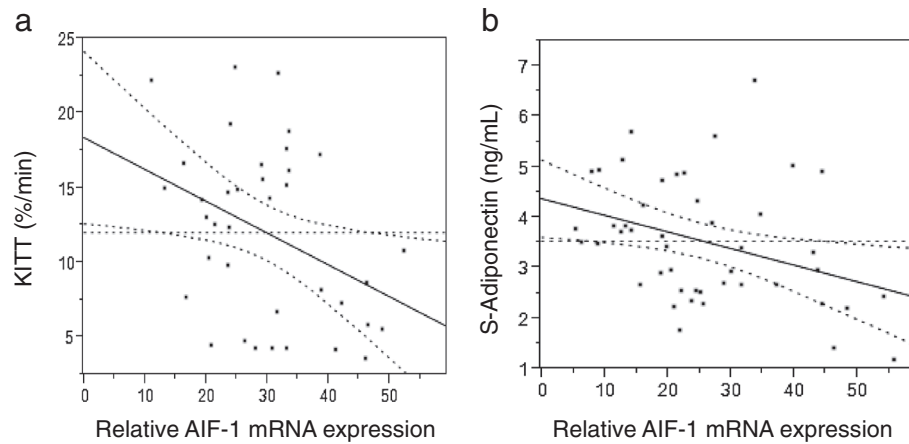 a
KITT (%/min)
25
20
15
10
5
0 10 20 30 40 50
Relative AIF-1 mRNA expression
b
S-Adiponectin (ng/mL)
7
6
5
4
3
2
1
0 10 20 30 40 50
Relative AIF-1 mRNA expression